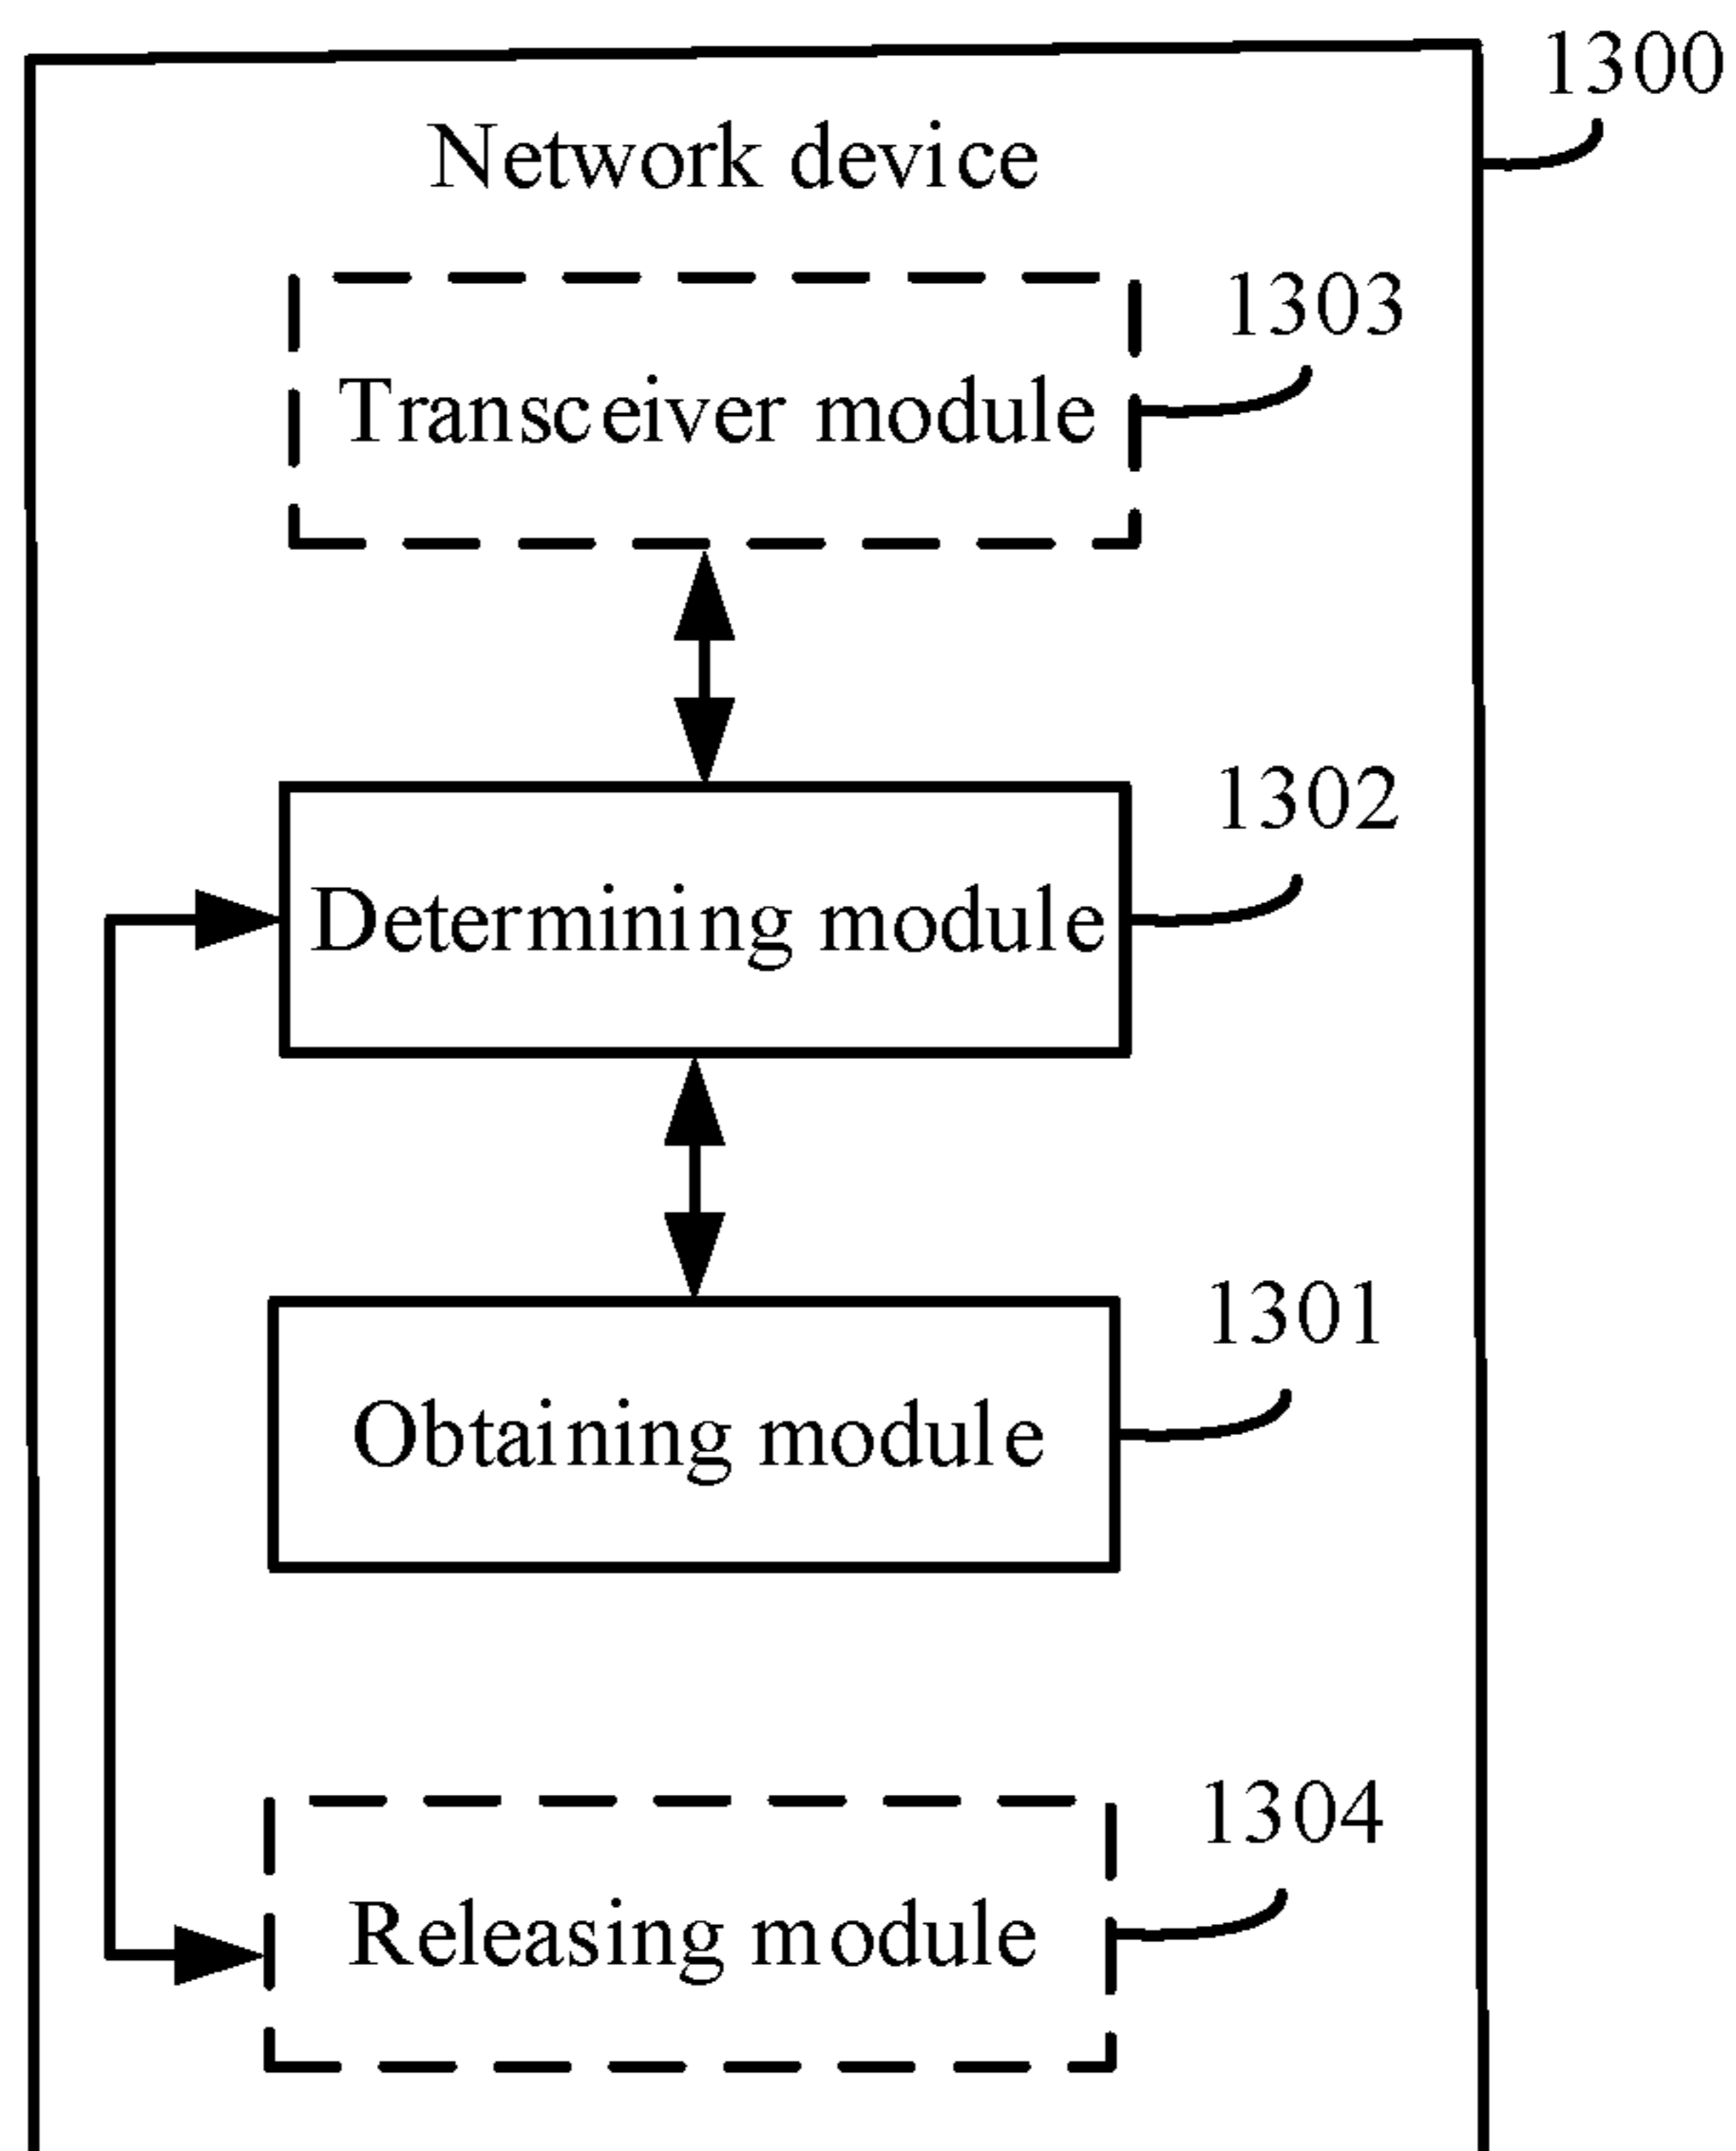 1300
Network device
1303
Transceiver module
1302
Determining module
1301
Obtaining module
1304
Releasing module